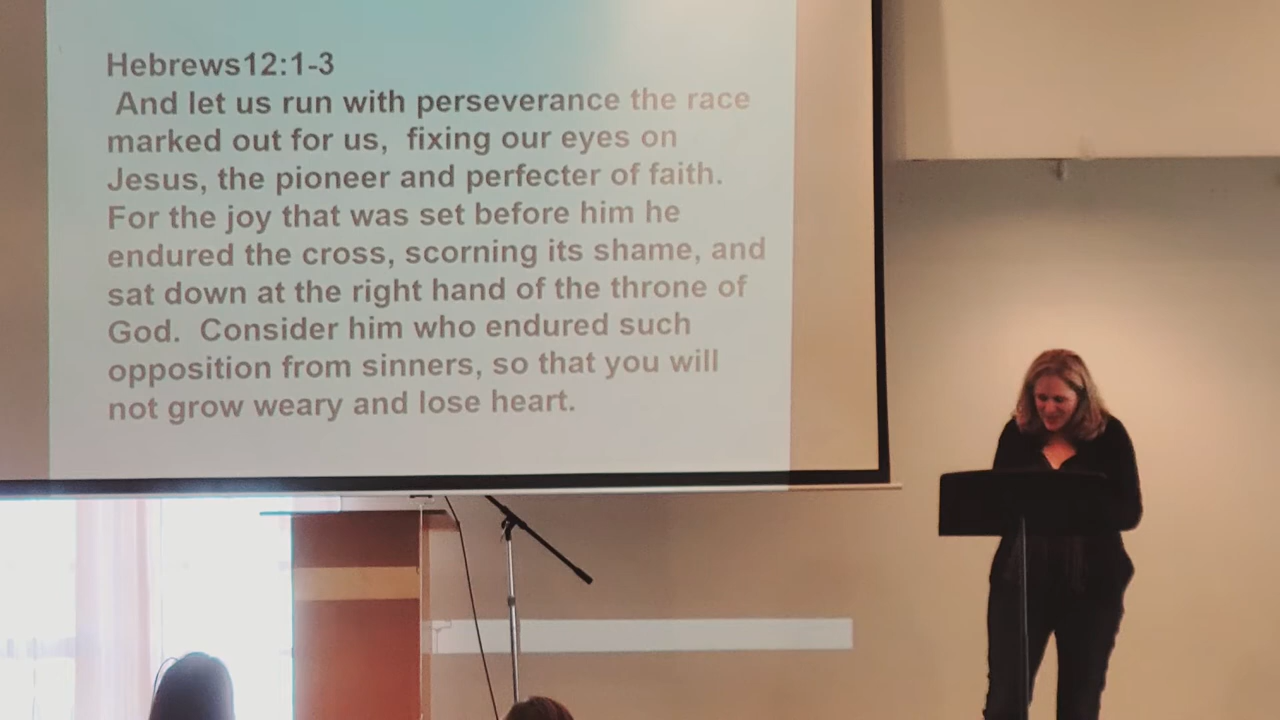 Hebrews12:1-3
And let us run with perseverance the race
marked out for us, fixing our eyes on
Jesus, the pioneer and perfecter of faith.
For the joy that was set before him he
endured the cross, scorning its shame, and
sat down at the right hand of the throne of
God. Consider him who endured such
opposition from sinners, so that you will
not grow weary and lose heart.